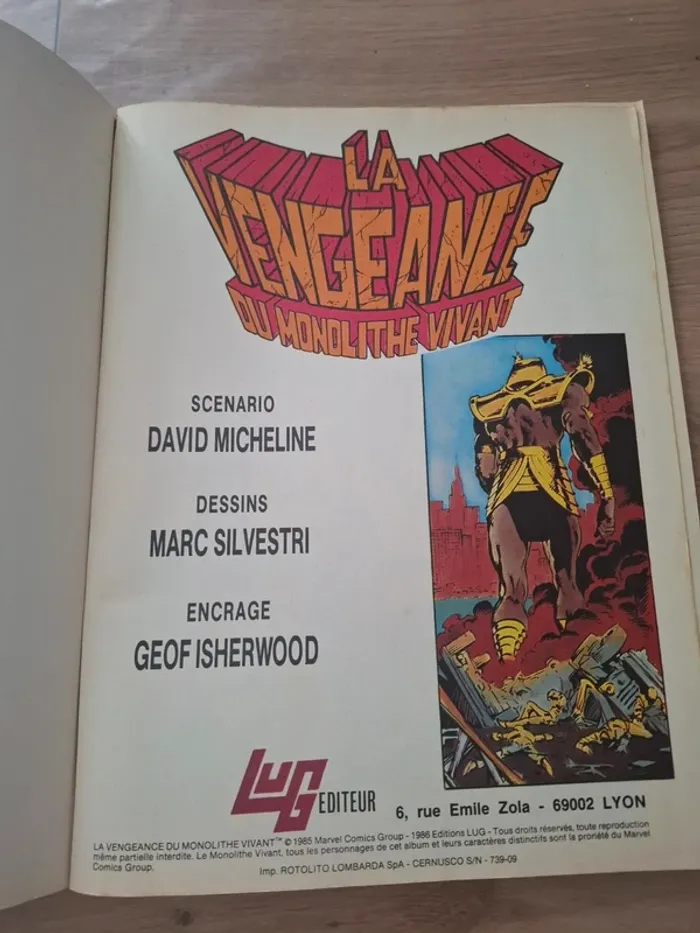 LA
VENGEANCE
DU MONOLITHE VIVANT
SCENARIO
DAVID MICHELINE
DESSINS
MARC SILVESTRI
ENCRAGE
GEOF ISHERWOOD
LUG EDITEUR
6, rue Emile Zola - 69002 LYON
LA VENGEANCE DU MONOLITHE VIVANT™ © 1985 Marvel Comics Group - 1986 Editions LUG - Tous droits réservés, toute reproduction
même partielle interdite. Le Monolithe Vivant, tous les personnages de cet album et leurs caractères distinctifs sont la proriété du Marvel
Comics Group.
Imp. ROTOLITO LOMBARDA SpA - CERNUSCO S/N - 739-09